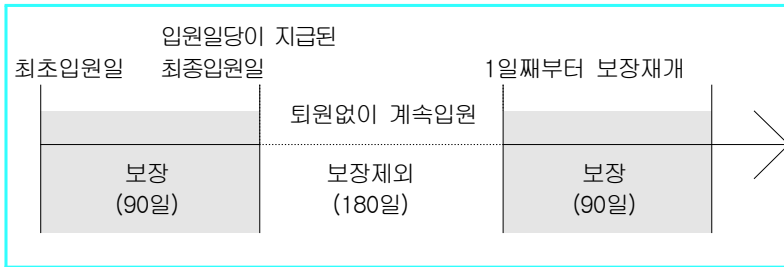 입원일당이 지급된
최초입원일 최종입원일 1일째부터 보장재개
퇴원없이 계속입원
보장 보장제외 보장
(90일) (180일) (90일)